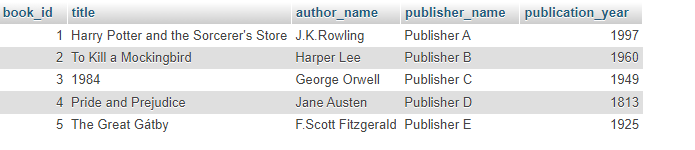 book_id title author_name publisher_name publication_year
1 Harry Potter and the Sorcerer's Store J.K.Rowling Publisher A 1997
2 To Kill a Mockingbird Harper Lee Publisher B 1960
3 1984 George Orwell Publisher C 1949
4 Pride and Prejudice Jane Austen Publisher D 1813
5 The Great Gátby F.Scott Fitzgerald Publisher E 1925